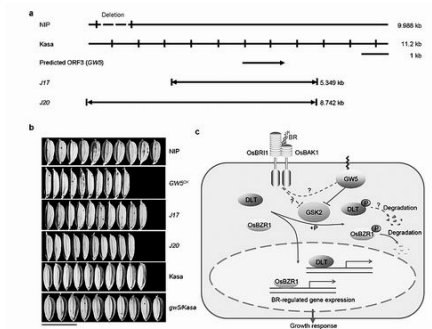 a
Deletion
NIP
9.988 kb
Kasa
11.2 kb
1 kb
Predicted ORF3 (GW5)
J17
5.349 kb
J20
8.742 kb
b
NIP
J17
J20
Kasa
gw5/Kasa
c
BR
OsBRI1
OsBAK1
GW5
?
?
DLT
GSK2
DLT
P
?
Degradation
OsBZR1
+P
OsBZR1
P
Degradation
DLT
OsBZR1
BR-regulated gene expression
Growth response